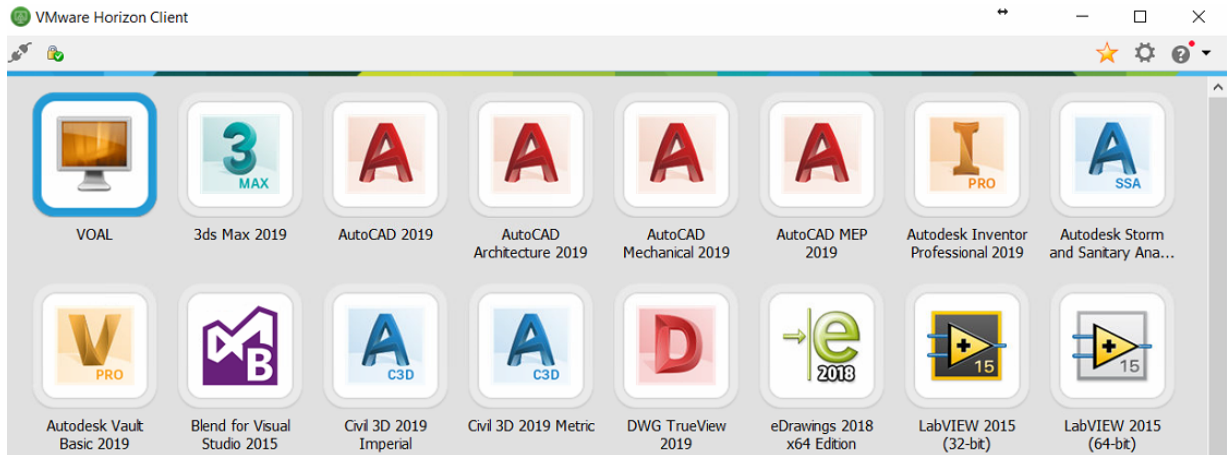 VMware Horizon Client
3
MAX
PRO
SSA
VOAL
3ds Max 2019
AutoCAD 2019
AutoCAD
Architecture 2019
AutoCAD
Mechanical 2019
AutoCAD MEP
2019
Autodesk Inventor
Professional 2019
Autodesk Storm
and Sanitary Ana...
PRO
B
C3D
C3D
e
2018
15
15
Autodesk Vault
Basic 2019
Blend for Visual
Studio 2015
Civil 3D 2019
Imperial
Civil 3D 2019 Metric
DWG TrueView
2019
eDrawings 2018
x64 Edition
LabVIEW 2015
(32-bit)
LabVIEW 2015
(64-bit)